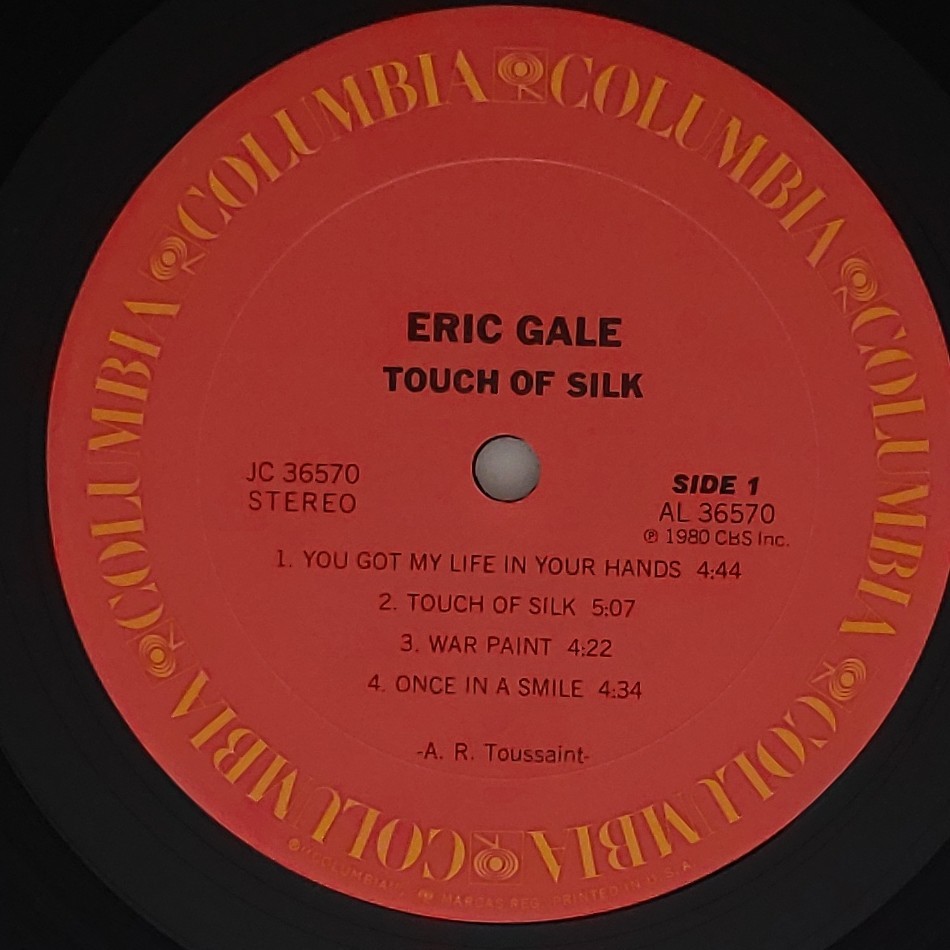 COLUMBIA COLUMBIA COLUMBIA COLUMBIA COLUMBIA COLUMBIA
ERIC GALE
TOUCH OF SILK
JC 36570
STEREO
SIDE 1
AL 36570
℗ 1980 CBS Inc.
1. YOU GOT MY LIFE IN YOUR HANDS 4:44
2. TOUCH OF SILK 5:07
3. WAR PAINT 4:22
4. ONCE IN A SMILE 4:34
-A. R. Toussaint-
"COLUMBIA", MARCAS REG. PRINTED IN U.S.A.